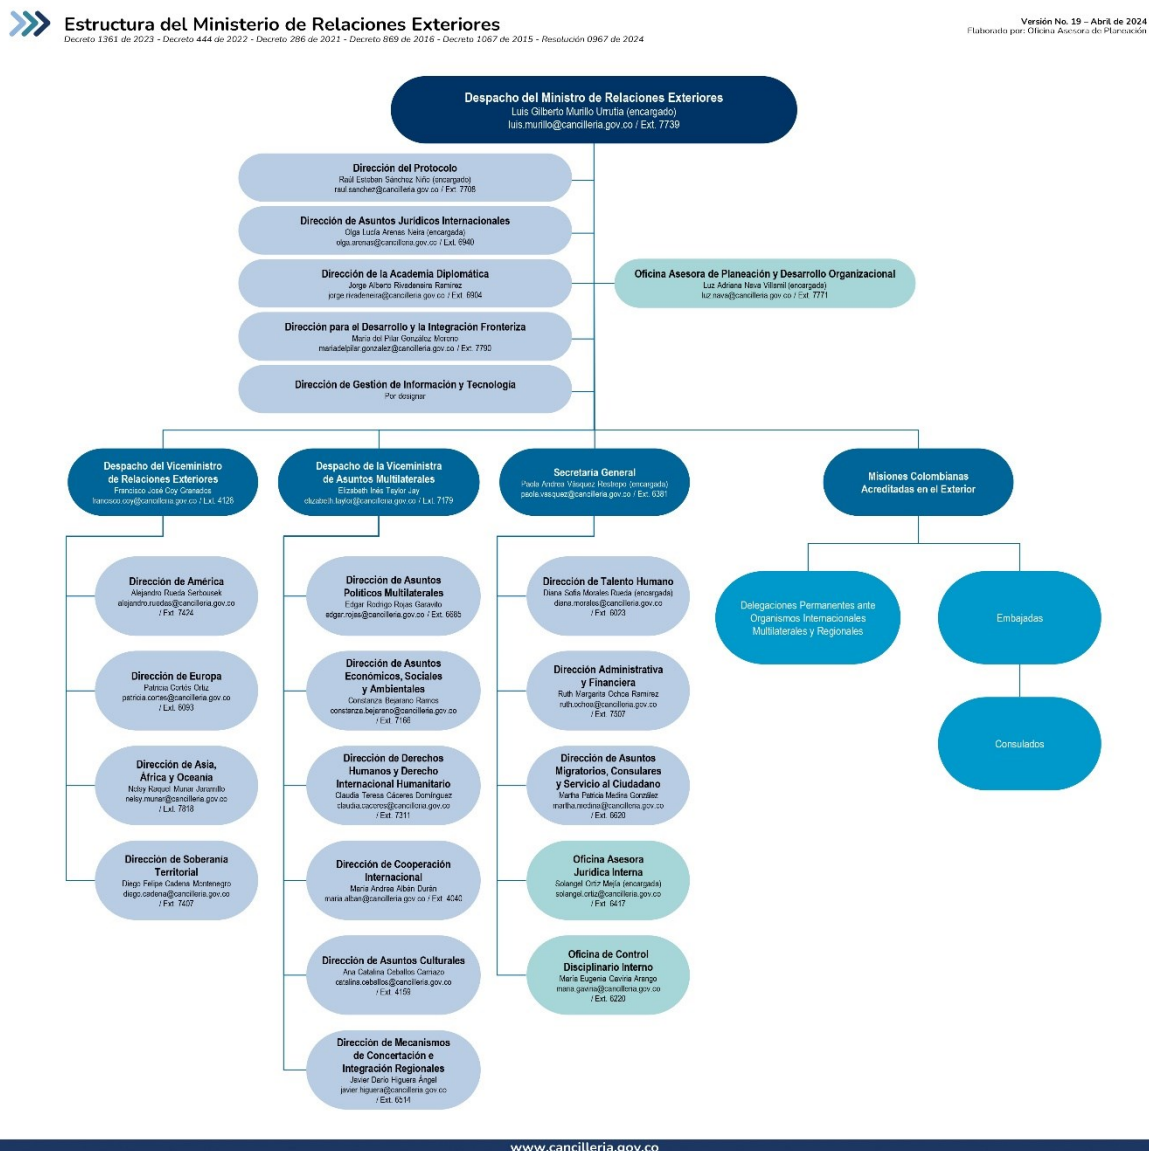 Estructura del Ministerio de Relaciones Exteriores
Decreto 1361 de 2023 - Decreto 444 de 2022 - Decreto 286 de 2021 - Decreto 869 de 2016 - Decreto 1067 de 2015 - Resolución 0967 de 2024
Versión No. 19 – Abril de 2024
Elaborado por: Oficina Asesora de Planeación
Despacho del Ministro de Relaciones Exteriores
Luis Gilberto Murillo Urrutia (encargado)
luis.murillo@cancilleria.gov.co / Ext. 7739
Dirección del Protocolo
Raúl Esteban Sánchez Niño (encargado)
raul.sanchez@cancilleria.gov.co / Ext. 7708
Dirección de Asuntos Jurídicos Internacionales
Olga Lucía Arenas Neira (encargada)
olga.arenas@cancilleria.gov.co / Ext. 6940
Dirección de la Academia Diplomática
Jorge Alberto Rivadeneira Ramírez
jorge.rivadeneira@cancilleria.gov.co / Ext. 6904
Oficina Asesora de Planeación y Desarrollo Organizacional
Luz Adriana Nava Villamil (encargada)
luz.nava@cancilleria.gov.co / Ext. 7771
Dirección para el Desarrollo y la Integración Fronteriza
María del Pilar González Moreno
mariadelpilar.gonzalez@cancilleria.gov.co / Ext. 7790
Dirección de Gestión de Información y Tecnología
Por designar
Despacho del Viceministro
de Relaciones Exteriores
Francisco José Coy Granados
francisco.coy@cancilleria.gov.co / Ext. 4128
Despacho de la Viceministra
de Asuntos Multilaterales
Elizabeth Inés Taylor Jay
elizabeth.taylor@cancilleria.gov.co / Ext. 7179
Secretaría General
Paola Andrea Vásquez Restrepo (encargada)
paola.vasquez@cancilleria.gov.co / Ext. 6381
Misiones Colombianas
Acreditadas en el Exterior
Dirección de América
Alejandro Rueda Serbousek
alejandro.ruedas@cancilleria.gov.co
/ Ext. 7424
Dirección de Europa
Patricia Cortés Ortiz
patricia.cortes@cancilleria.gov.co
/ Ext. 6093
Dirección de Asia,
África y Oceanía
Nelsy Raquel Munar Jaramillo
nelsy.munar@cancilleria.gov.co
/ Ext. 7818
Dirección de Soberanía
Territorial
Diego Felipe Cadena Montenegro
diego.cadena@cancilleria.gov.co
/ Ext. 7407
Dirección de Asuntos
Políticos Multilaterales
Edgar Rodrigo Rojas Garavito
edgar.rojas@cancilleria.gov.co / Ext. 6665
Dirección de Asuntos
Económicos, Sociales
y Ambientales
Constanza Bejarano Ramos
constanza.bejarano@cancilleria.gov.co
/ Ext. 7166
Dirección de Derechos
Humanos y Derecho
Internacional Humanitario
Claudia Teresa Cáceres Domínguez
claudia.caceres@cancilleria.gov.co
/ Ext. 7311
Dirección de Cooperación
Internacional
María Andrea Albán Durán
maria.alban@cancilleria.gov.co / Ext. 4040
Dirección de Asuntos Culturales
Ana Catalina Ceballos Carriazo
catalina.ceballos@cancilleria.gov.co
/ Ext. 4159
Dirección de Mecanismos
de Concertación e
Integración Regionales
Javier Darío Higuera Ángel
javier.higuera@cancilleria.gov.co
/ Ext. 6514
Dirección de Talento Humano
Diana Sofía Morales Rueda (encargada)
diana.morales@cancilleria.gov.co
/ Ext. 6023
Dirección Administrativa
y Financiera
Ruth Margarita Ochoa Ramírez
ruth.ochoa@cancilleria.gov.co
/ Ext. 7507
Dirección de Asuntos
Migratorios, Consulares
y Servicio al Ciudadano
Martha Patricia Medina González
martha.medina@cancilleria.gov.co
/ Ext. 6620
Oficina Asesora
Jurídica Interna
Solangel Ortiz Mejía (encargada)
solangel.ortiz@cancilleria.gov.co
/ Ext. 6417
Oficina de Control
Disciplinario Interno
María Eugenia Gaviria Arango
maria.gaviria@cancilleria.gov.co
/ Ext. 6220
Delegaciones Permanentes ante
Organismos Internacionales
Multilaterales y Regionales
Embajadas
Consulados
www.cancilleria.gov.co